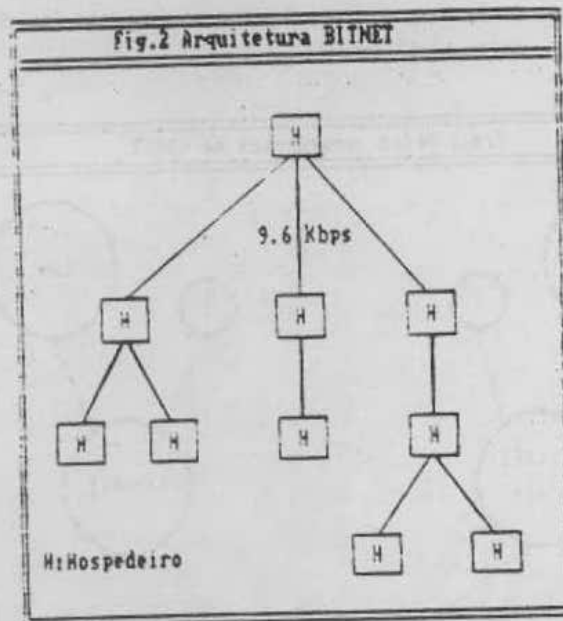 fig.2 Arquitetura BITNET
H
9.6 Kbps
H H H
H H H H
H H
H:Hospedeiro